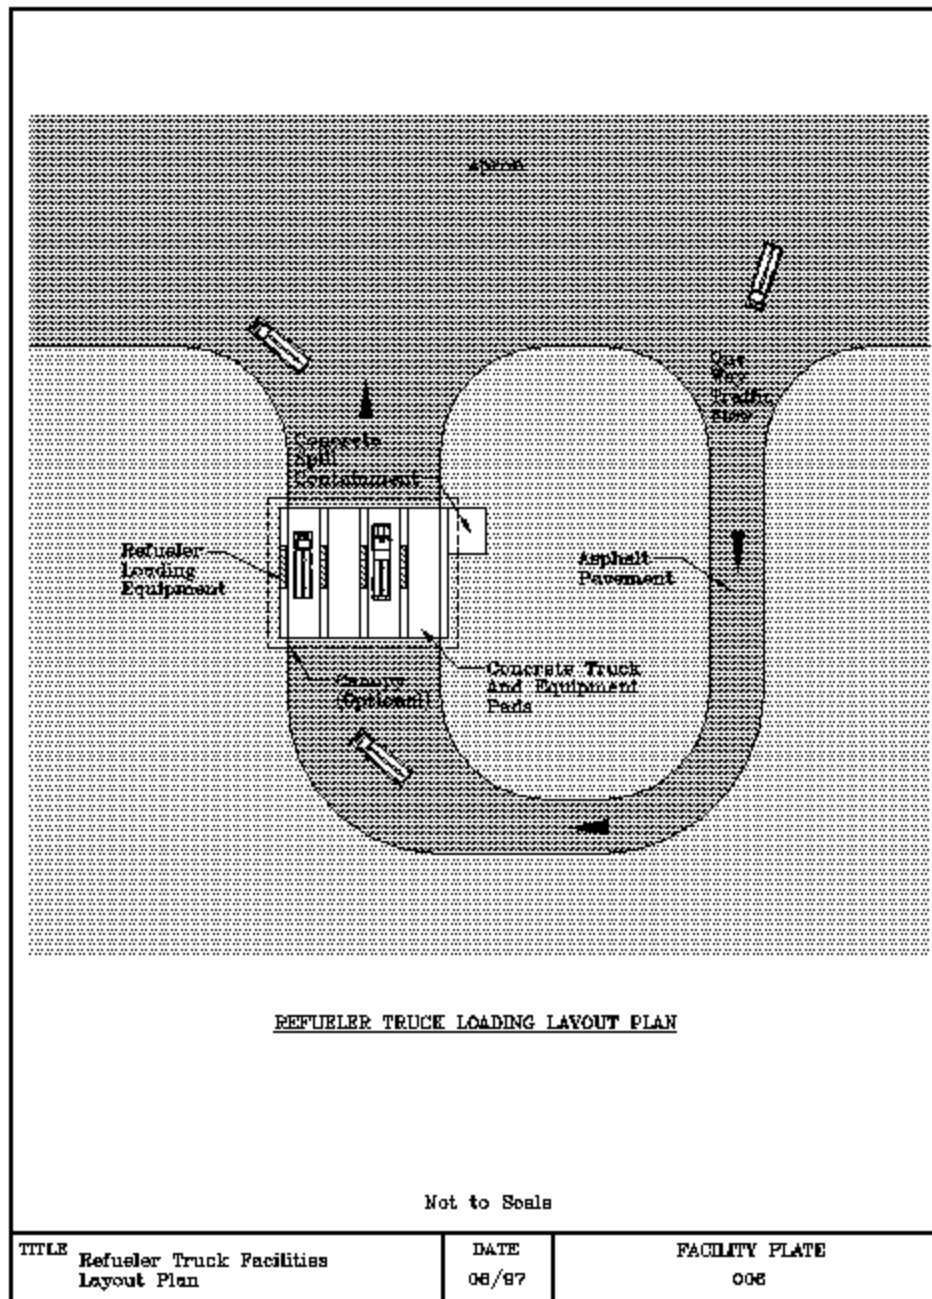 Apron
One
Way
Traffic
Flow
Concrete
Spill
Containment
Refueler
Loading
Equipment
Asphalt
Pavement
Concrete Truck
And Equipment
Pads
Canopy
(Optional)
REFUELER TRUCK LOADING LAYOUT PLAN
Not to Scale
TITLE
Refueler Truck Facilities
Layout Plan
DATE
06/97
FACILITY PLATE
006